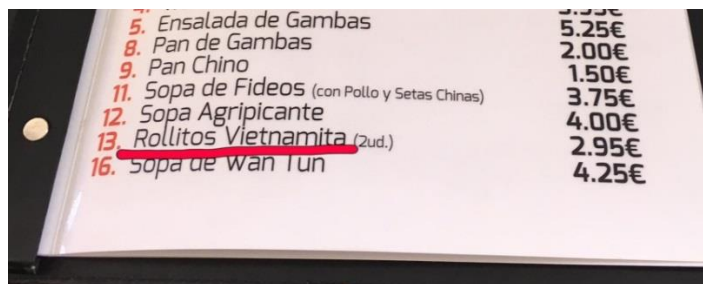 5. Ensalada de Gambas 5.25€
8. Pan de Gambas 2.00€
9. Pan Chino 1.50€
11. Sopa de Fideos (con Pollo y Setas Chinas) 3.75€
12. Sopa Agripicante 4.00€
13. Rollitos Vietnamita (2ud.) 2.95€
16. Sopa de Wan Tun 4.25€